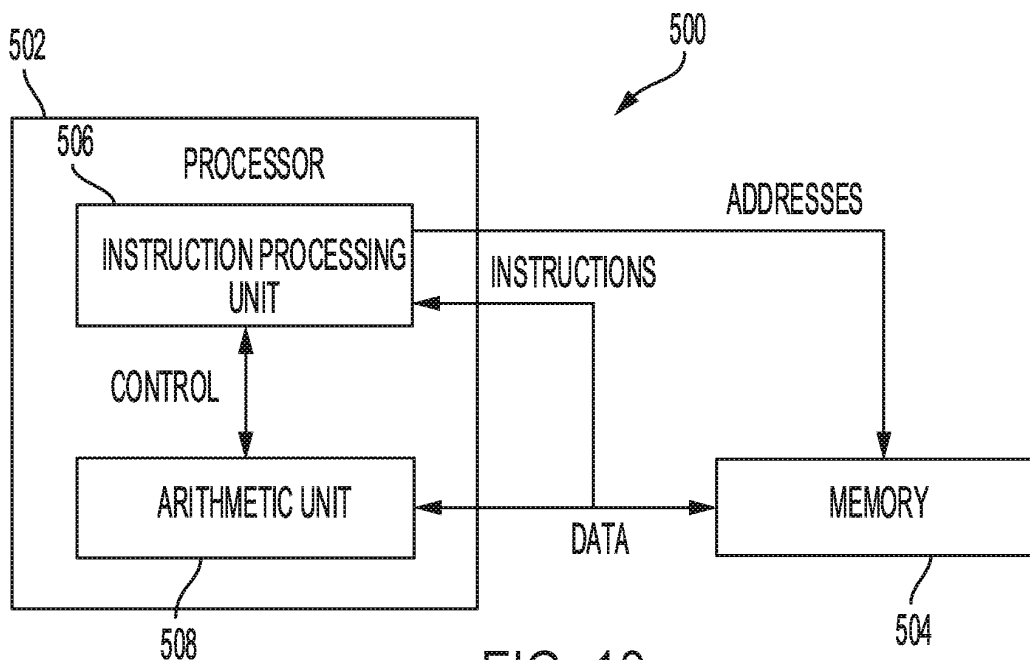 502
500
506
PROCESSOR
ADDRESSES
INSTRUCTION PROCESSING
UNIT
INSTRUCTIONS
CONTROL
ARITHMETIC UNIT
MEMORY
DATA
508
504